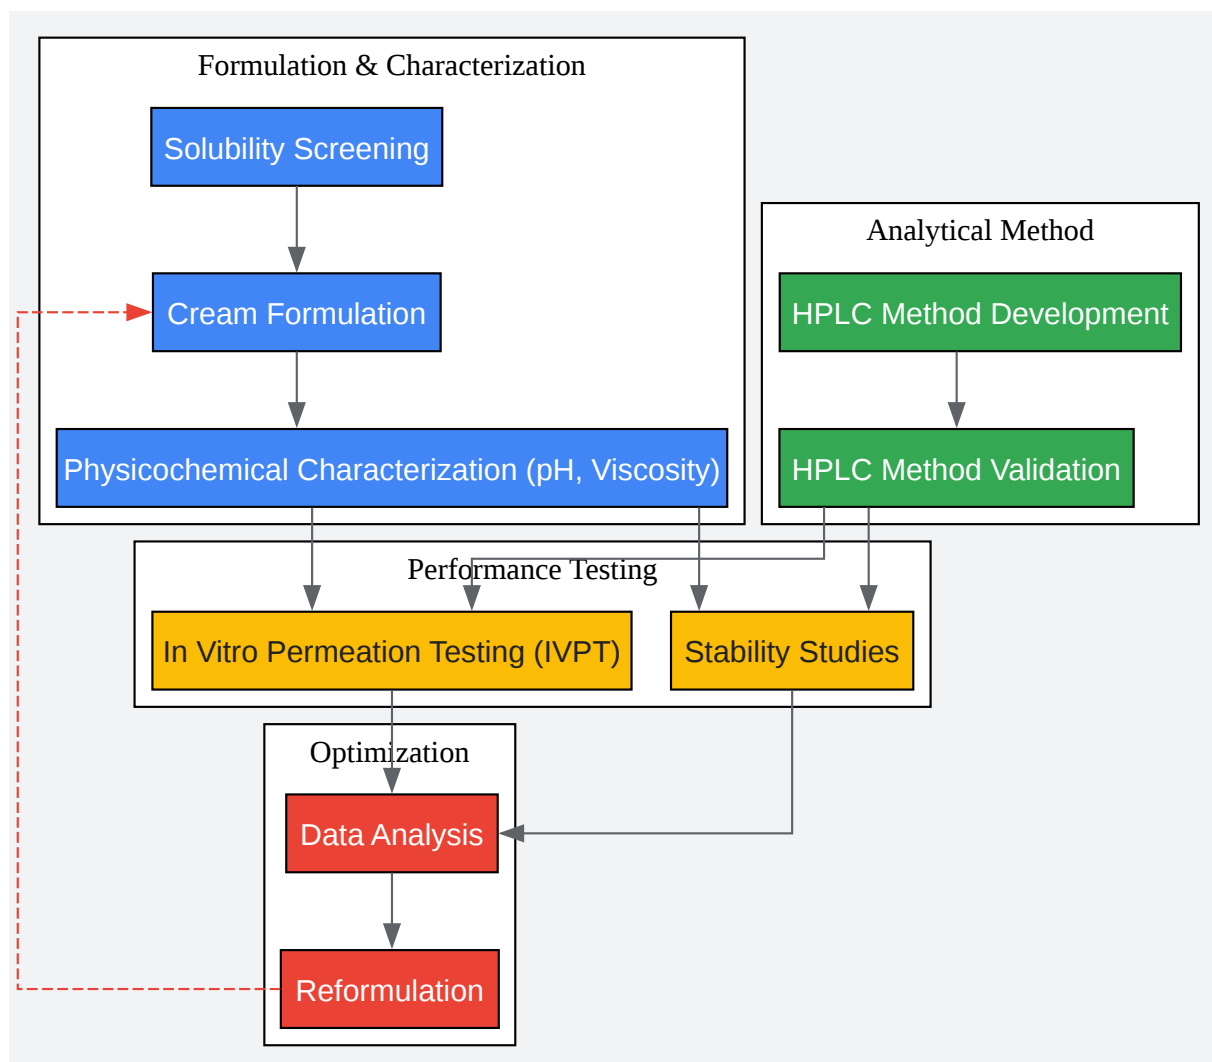 Formulation & Characterization
Solubility Screening
Cream Formulation
Physicochemical Characterization (pH, Viscosity)
Analytical Method
HPLC Method Development
HPLC Method Validation
Performance Testing
In Vitro Permeation Testing (IVPT)
Stability Studies
Optimization
Data Analysis
Reformulation